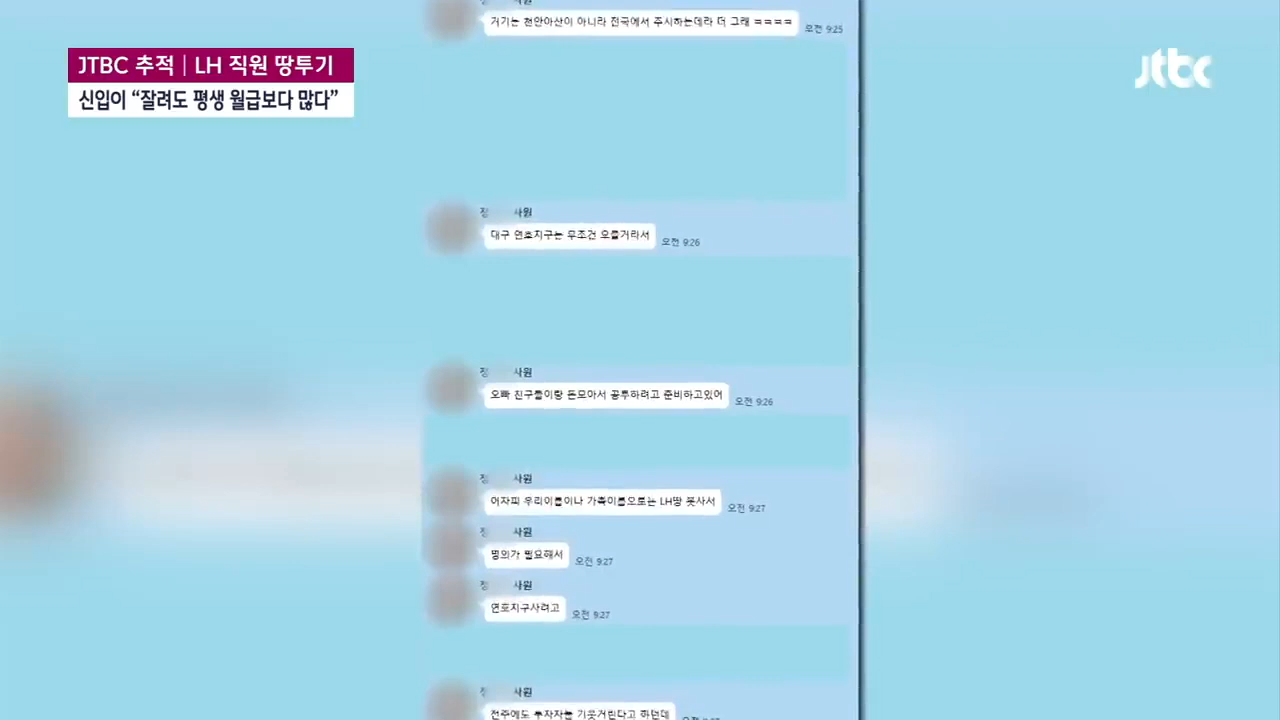 JTBC 추적 | LH 직원 땅투기
신입이 “잘려도 평생 월급보다 많다”
jtbc
사원
거기는 천안아산이 아니라 전국에서 주시하는데라 더 그래 ㅋㅋㅋㅋ 오전 9:25
정 사원
대구 연호지구는 무조건 오를거라서 오전 9:26
정 사원
오빠 친구들이랑 돈모아서 공투하려고 준비하고있어 오전 9:26
정 사원
어차피 우리이름이나 가족이름으로는 LH땅 못사서 오전 9:27
정 사원
명의가 필요해서 오전 9:27
정 사원
연호지구사려고 오전 9:27
정 사원
전주에도 투자자들 기웃거린다고 하던데